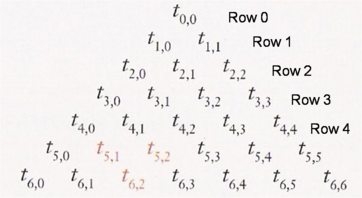 t0,0 Row 0
t1,0 t1,1 Row 1
t2,0 t2,1 t2,2 Row 2
t3,0 t3,1 t3,2 t3,3 Row 3
t4,0 t4,1 t4,2 t4,3 t4,4 Row 4
t5,0 t5,1 t5,2 t5,3 t5,4 t5,5
t6,0 t6,1 t6,2 t6,3 t6,4 t6,5 t6,6